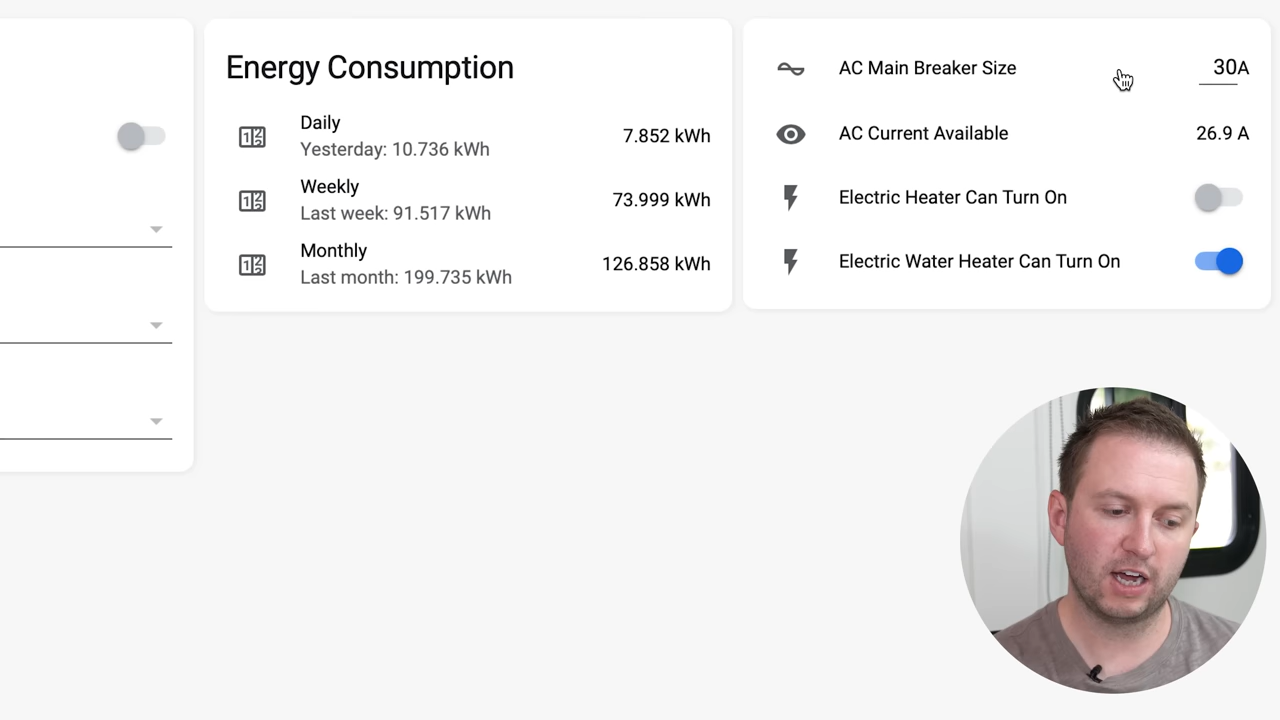 Energy Consumption
Daily
Yesterday: 10.736 kWh
7.852 kWh
Weekly
Last week: 91.517 kWh
73.999 kWh
Monthly
Last month: 199.735 kWh
126.858 kWh
AC Main Breaker Size
30A
AC Current Available
26.9 A
Electric Heater Can Turn On
Electric Water Heater Can Turn On